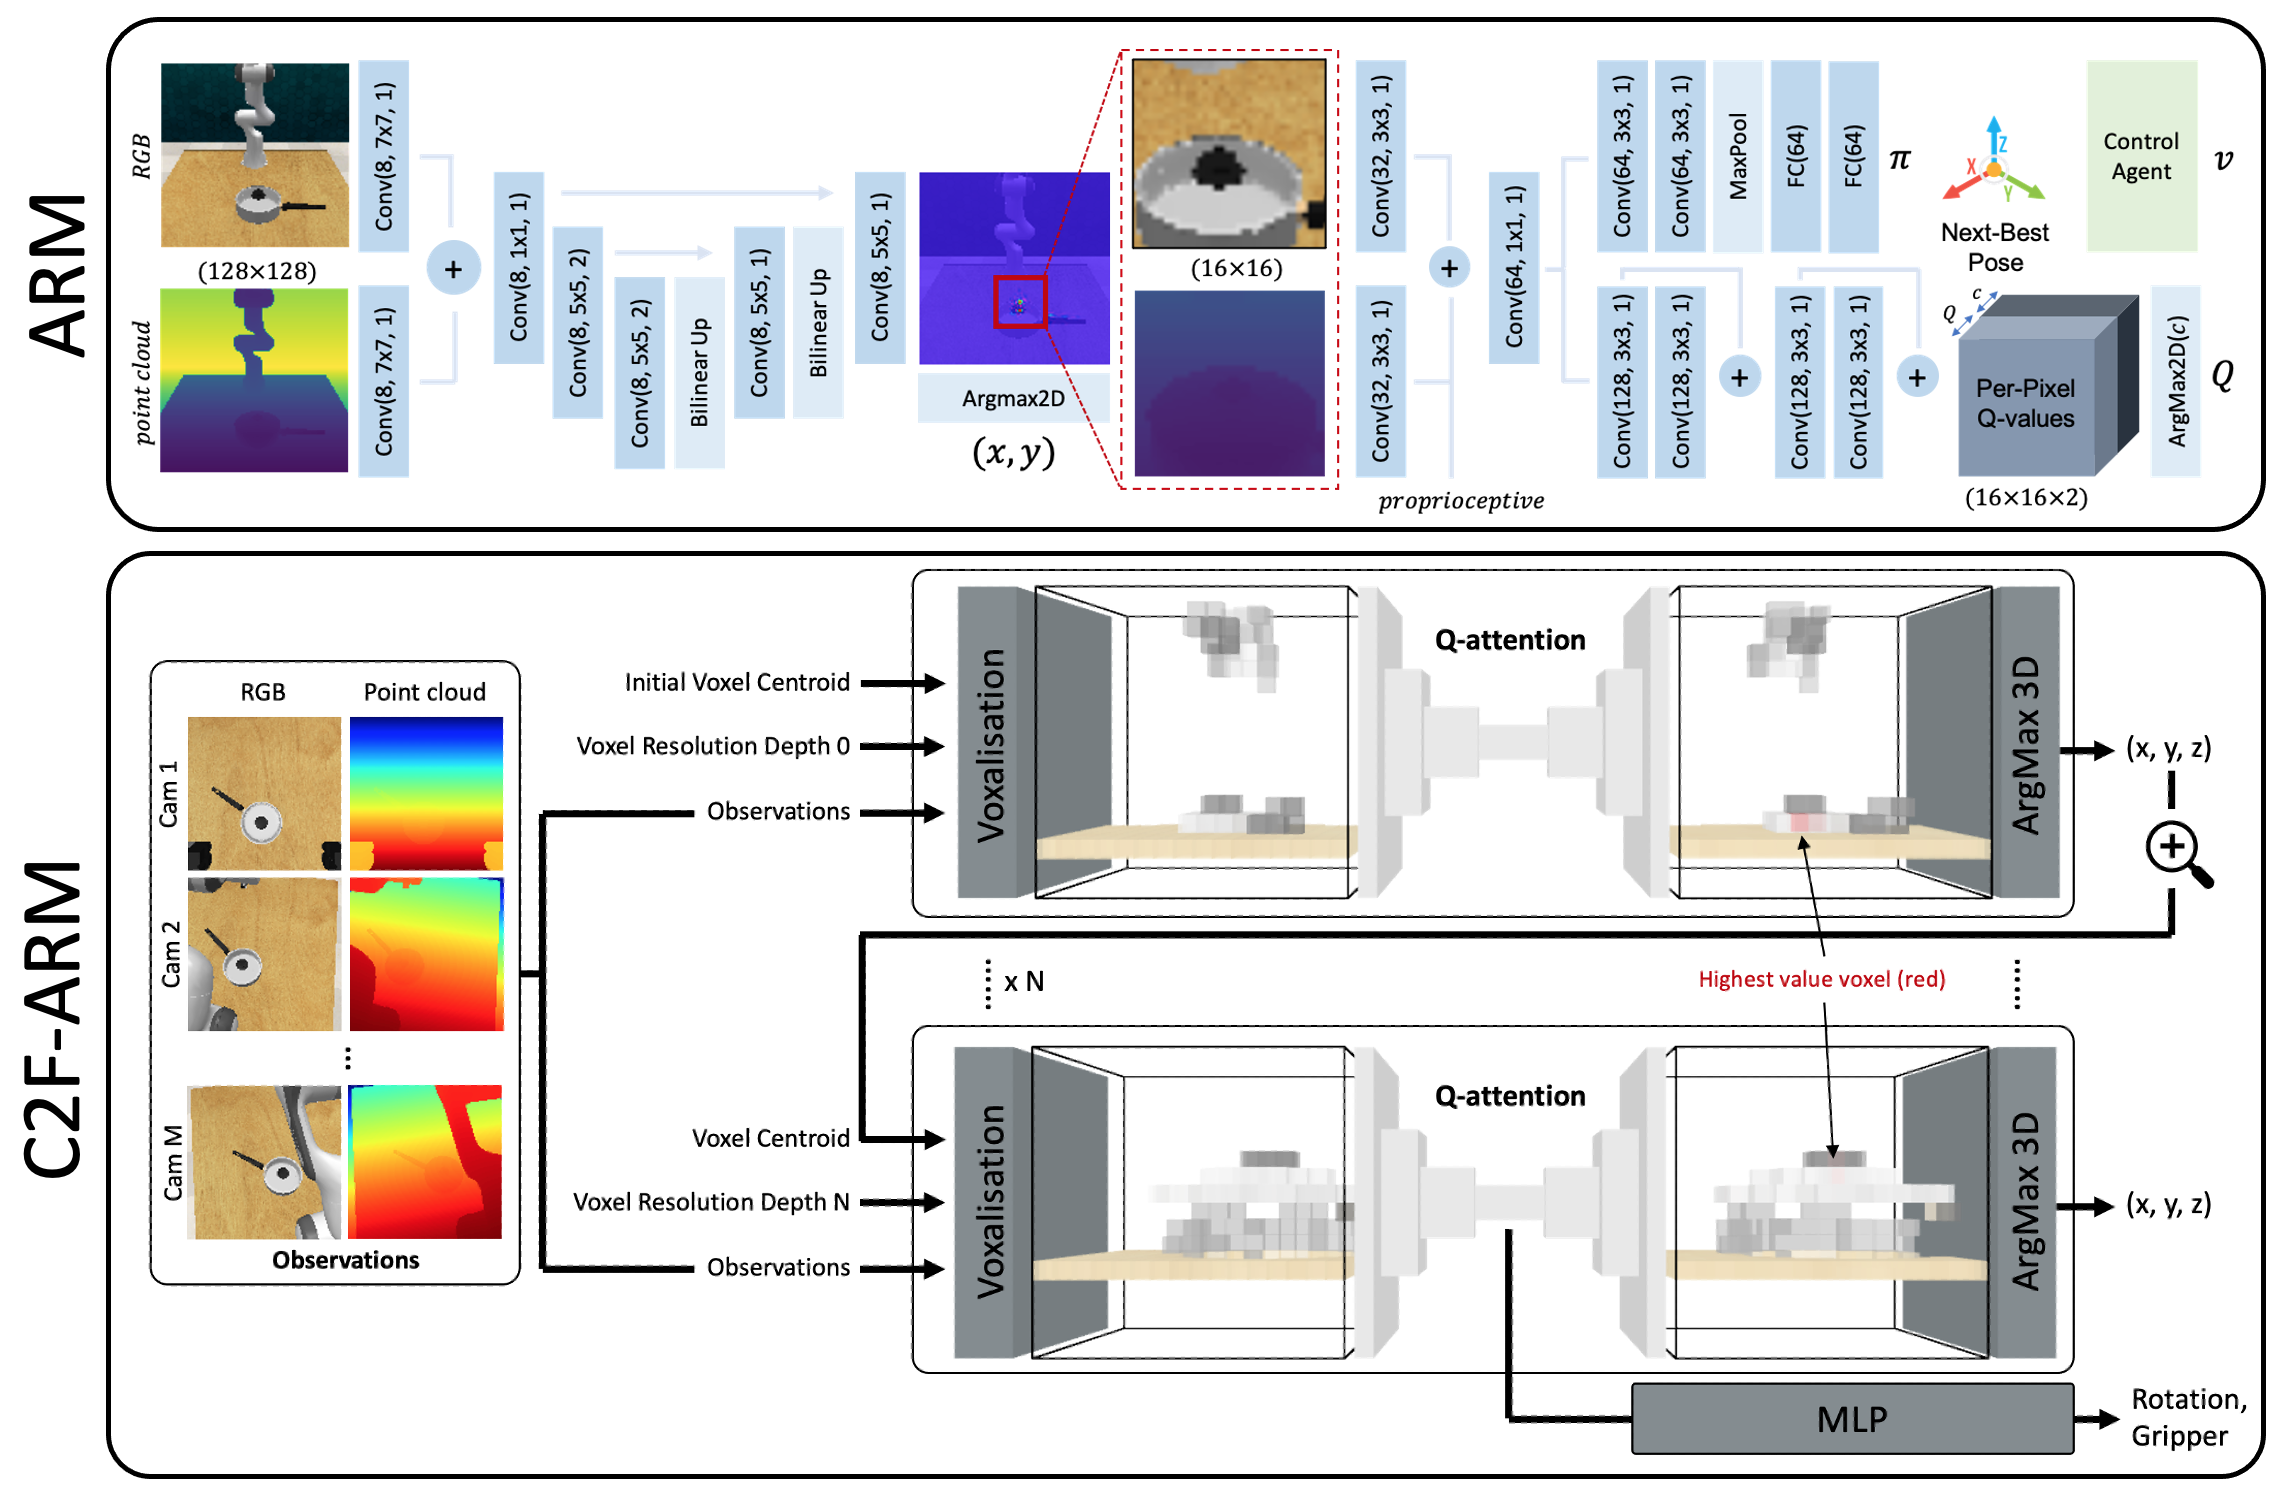 ARM
RGB
(128×128)
point cloud
Conv(8, 7x7, 1)
Conv(8, 7x7, 1)
+
Conv(8, 1x1, 1)
Conv(8, 5x5, 2)
Conv(8, 5x5, 2)
Bilinear Up
Conv(8, 5x5, 1)
Bilinear Up
Conv(8, 5x5, 1)
Argmax2D
(x, y)
(16×16)
Conv(32, 3x3, 1)
Conv(32, 3x3, 1)
+
proprioceptive
Conv(64, 1x1, 1)
Conv(64, 3x3, 1)
Conv(64, 3x3, 1)
MaxPool
FC(64)
FC(64)
π
X
Z
Y
Next-Best
Pose
Control
Agent
v
Conv(128, 3x3, 1)
Conv(128, 3x3, 1)
+
Conv(128, 3x3, 1)
Conv(128, 3x3, 1)
+
Q
c
Per-Pixel
Q-values
(16×16×2)
ArgMax2D(c)
Q
C2F-ARM
RGB
Point cloud
Cam 1
Cam 2
Cam M
Observations
Initial Voxel Centroid
Voxel Resolution Depth 0
Observations
Voxalisation
Q-attention
ArgMax 3D
(x, y, z)
+
x N
Highest value voxel (red)
Voxel Centroid
Voxel Resolution Depth N
Observations
Voxalisation
Q-attention
ArgMax 3D
(x, y, z)
MLP
Rotation,
Gripper